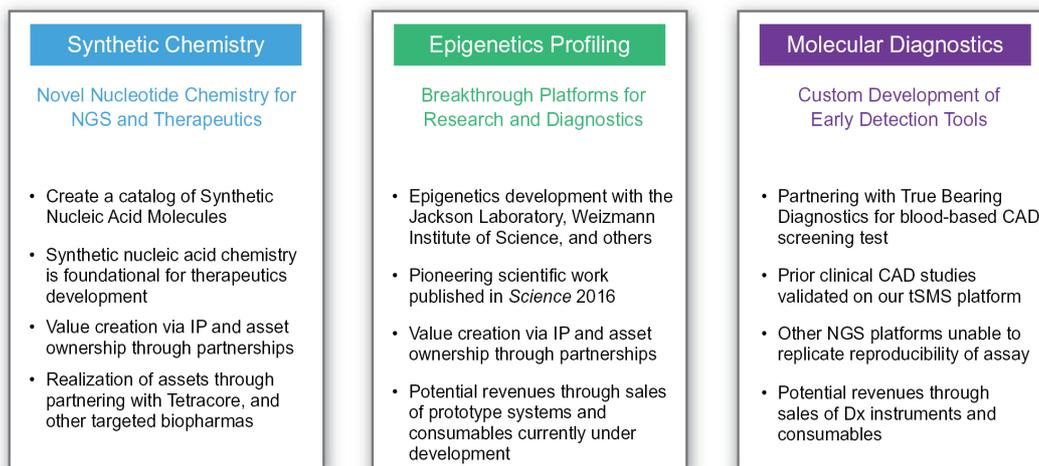 Synthetic Chemistry
Novel Nucleotide Chemistry for
NGS and Therapeutics
• Create a catalog of Synthetic
Nucleic Acid Molecules
• Synthetic nucleic acid chemistry
is foundational for therapeutics
development
• Value creation via IP and asset
ownership through partnerships
• Realization of assets through
partnering with Tetracore, and
other targeted biopharmas
Epigenetics Profiling
Breakthrough Platforms for
Research and Diagnostics
• Epigenetics development with the
Jackson Laboratory, Weizmann
Institute of Science, and others
• Pioneering scientific work
published in Science 2016
• Value creation via IP and asset
ownership through partnerships
• Potential revenues through sales
of prototype systems and
consumables currently under
development
Molecular Diagnostics
Custom Development of
Early Detection Tools
• Partnering with True Bearing
Diagnostics for blood-based CAD
screening test
• Prior clinical CAD studies
validated on our tSMS platform
• Other NGS platforms unable to
replicate reproducibility of assay
• Potential revenues through
sales of Dx instruments and
consumables